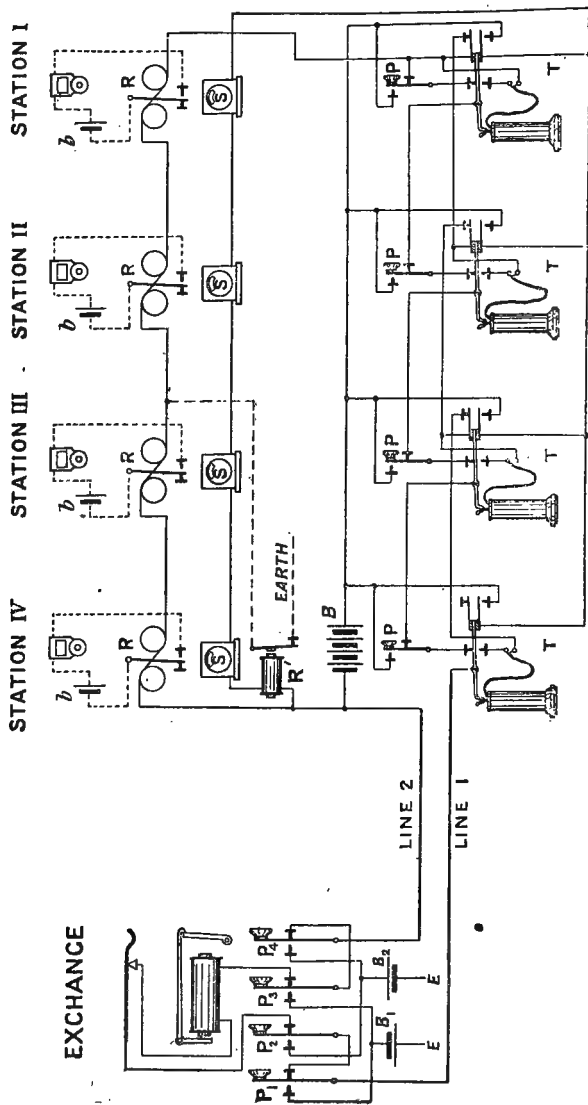 STATION I
STATION II
STATION III
STATION IV
b
R
b
R
b
R
b
R
S
S
S
S
EARTH
R'
B
P
P
P
P
T
T
T
T
LINE 2
LINE 1
EXCHANGE
P1
P2
P3
P4
B1
B2
E
E